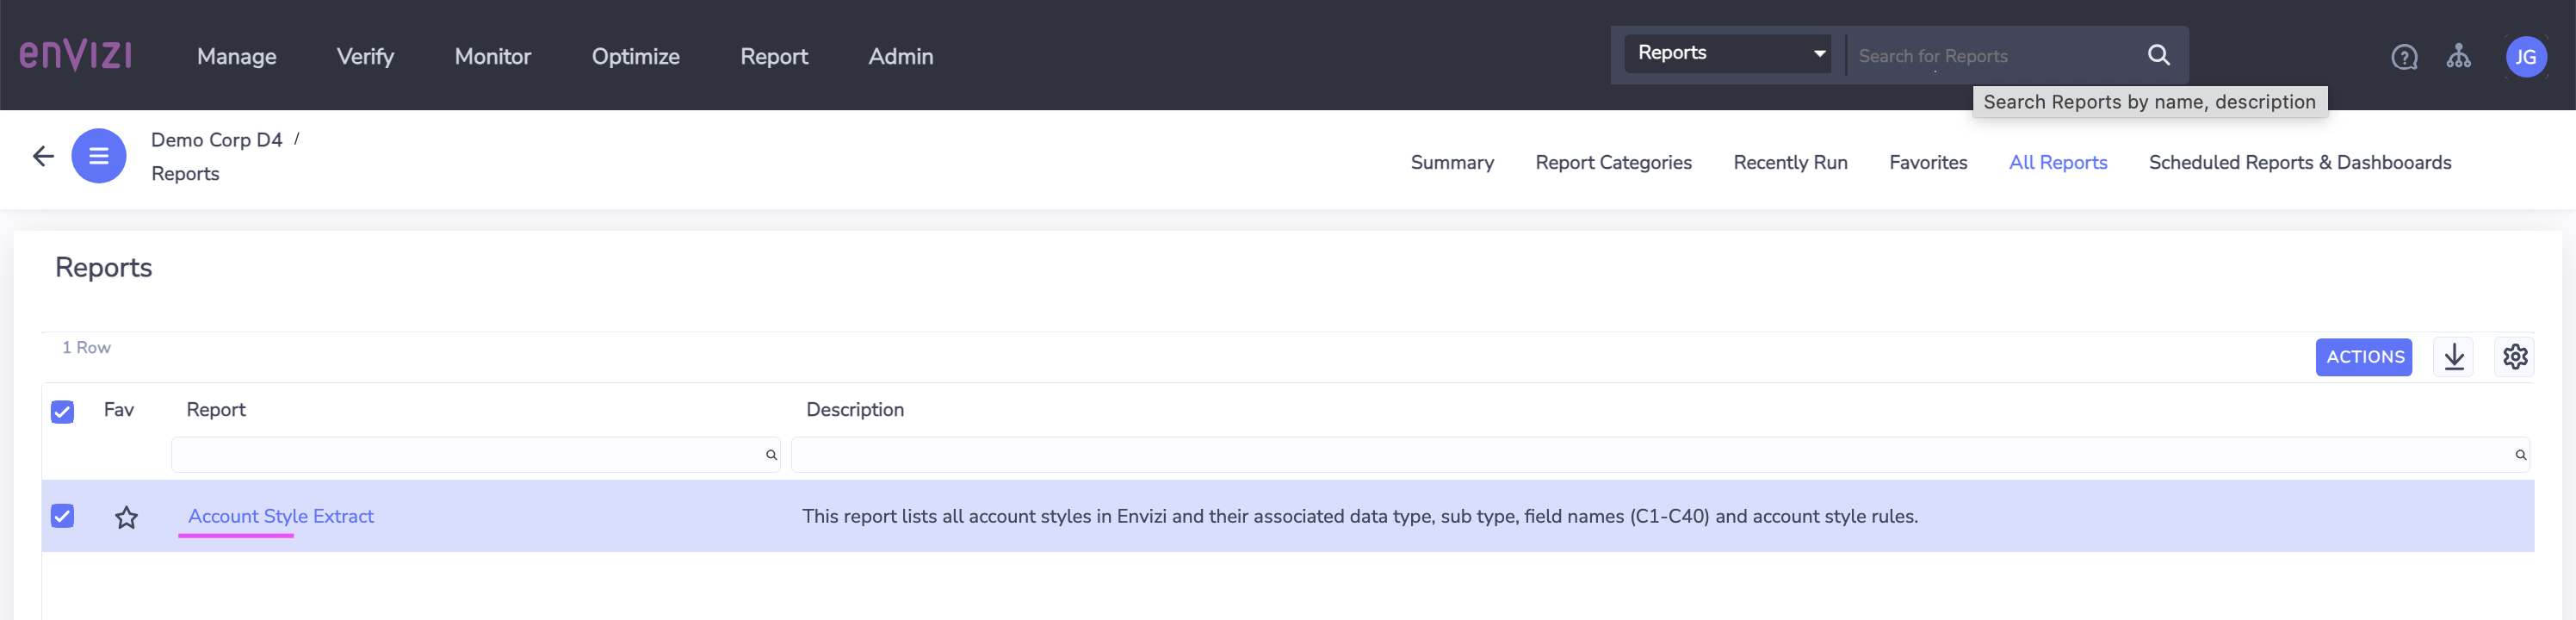 enVIZI Manage Verify Monitor Optimize Report Admin Reports Search for Reports JG
Search Reports by name, description
Demo Corp D4 /
Reports
Summary Report Categories Recently Run Favorites All Reports Scheduled Reports & Dashbooards
Reports
1 Row
ACTIONS
Fav Report Description
Account Style Extract This report lists all account styles in Envizi and their associated data type, sub type, field names (C1-C40) and account style rules.